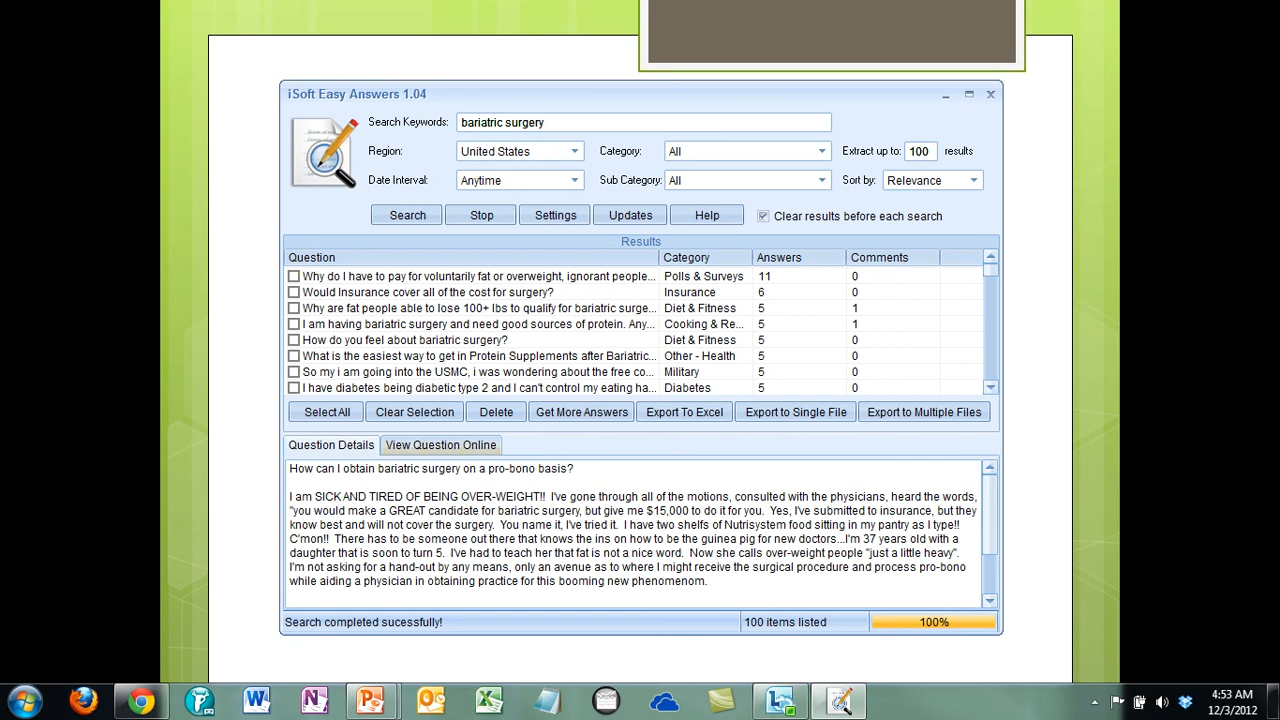 iSoft Easy Answers 1.04
Search Keywords: bariatric surgery
Region: United States Category: All Extract up to: 100 results
Date Interval: Anytime Sub Category: All Sort by: Relevance
Search Stop Settings Updates Help Clear results before each search
Results
Question Category Answers Comments
Why do I have to pay for voluntarily fat or overweight, ignorant people... Polls & Surveys 11 0
Would Insurance cover all of the cost for surgery? Insurance 6 0
Why are fat people able to lose 100+ lbs to qualify for bariatric surge... Diet & Fitness 5 1
I am having bariatric surgery and need good sources of protein. Any... Cooking & Re... 5 1
How do you feel about bariatric surgery? Diet & Fitness 5 0
What is the easiest way to get in Protein Supplements after Bariatric... Other - Health 5 0
So my i am going into the USMC, i was wondering about the free co... Military 5 0
I have diabetes being diabetic type 2 and I can't control my eating ha... Diabetes 5 0
Select All Clear Selection Delete Get More Answers Export To Excel Export to Single File Export to Multiple Files
Question Details View Question Online
How can I obtain bariatric surgery on a pro-bono basis?
I am SICK AND TIRED OF BEING OVER-WEIGHT!! I've gone through all of the motions, consulted with the physicians, heard the words,
"you would make a GREAT candidate for bariatric surgery, but give me $15,000 to do it for you. Yes, I've submitted to insurance, but they
know best and will not cover the surgery. You name it, I've tried it. I have two shelfs of Nutrisystem food sitting in my pantry as I type!!
C'mon!! There has to be someone out there that knows the ins on how to be the guinea pig for new doctors...I'm 37 years old with a
daughter that is soon to turn 5. I've had to teach her that fat is not a nice word. Now she calls over-weight people "just a little heavy".
I'm not asking for a hand-out by any means, only an avenue as to where I might receive the surgical procedure and process pro-bono
while aiding a physician in obtaining practice for this booming new phenomenom.
Search completed sucessfully! 100 items listed 100%
4:53 AM
12/3/2012